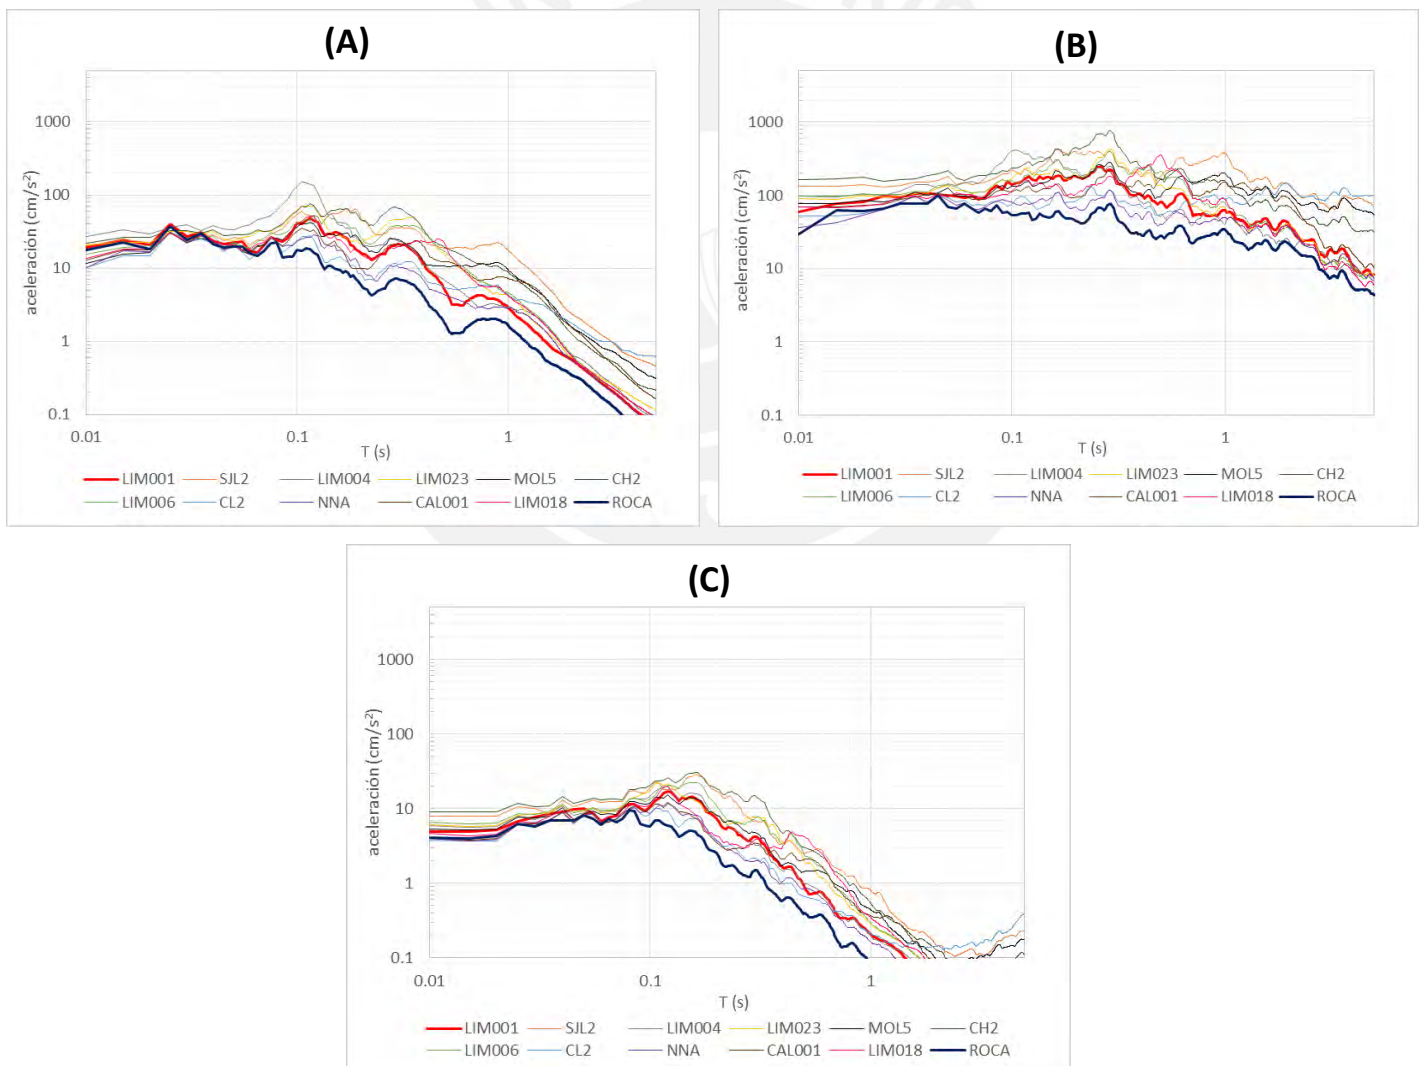 (A)
aceleración (cm/s²)
1000
100
10
1
0.1
0.01
0.1
1
T (s)
LIM001 SJL2 LIM004 LIM023 MOL5 CH2
LIM006 CL2 NNA CAL001 LIM018 ROCA
(B)
aceleración (cm/s²)
1000
100
10
1
0.1
0.01
0.1
1
T (s)
LIM001 SJL2 LIM004 LIM023 MOL5 CH2
LIM006 CL2 NNA CAL001 LIM018 ROCA
(C)
aceleración (cm/s²)
1000
100
10
1
0.1
0.01
0.1
1
T (s)
LIM001 SJL2 LIM004 LIM023 MOL5 CH2
LIM006 CL2 NNA CAL001 LIM018 ROCA